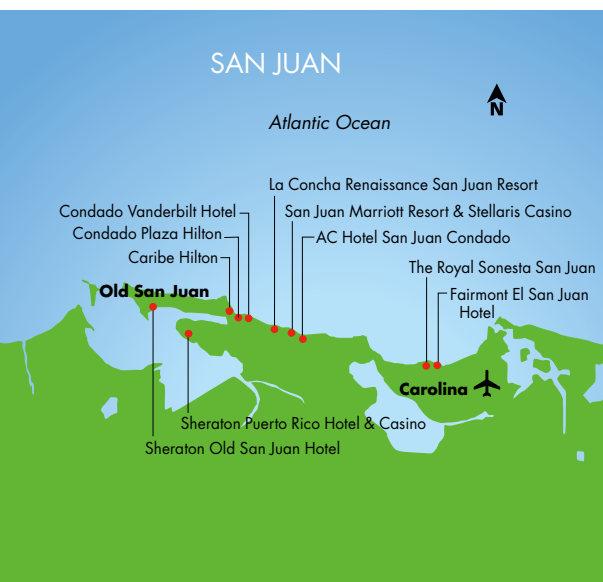 SAN JUAN
N
Atlantic Ocean
La Concha Renaissance San Juan Resort
Condado Vanderbilt Hotel
San Juan Marriott Resort & Stellaris Casino
Condado Plaza Hilton
AC Hotel San Juan Condado
Caribe Hilton
The Royal Sonesta San Juan
Old San Juan
Fairmont El San Juan
Hotel
Carolina
Sheraton Puerto Rico Hotel & Casino
Sheraton Old San Juan Hotel